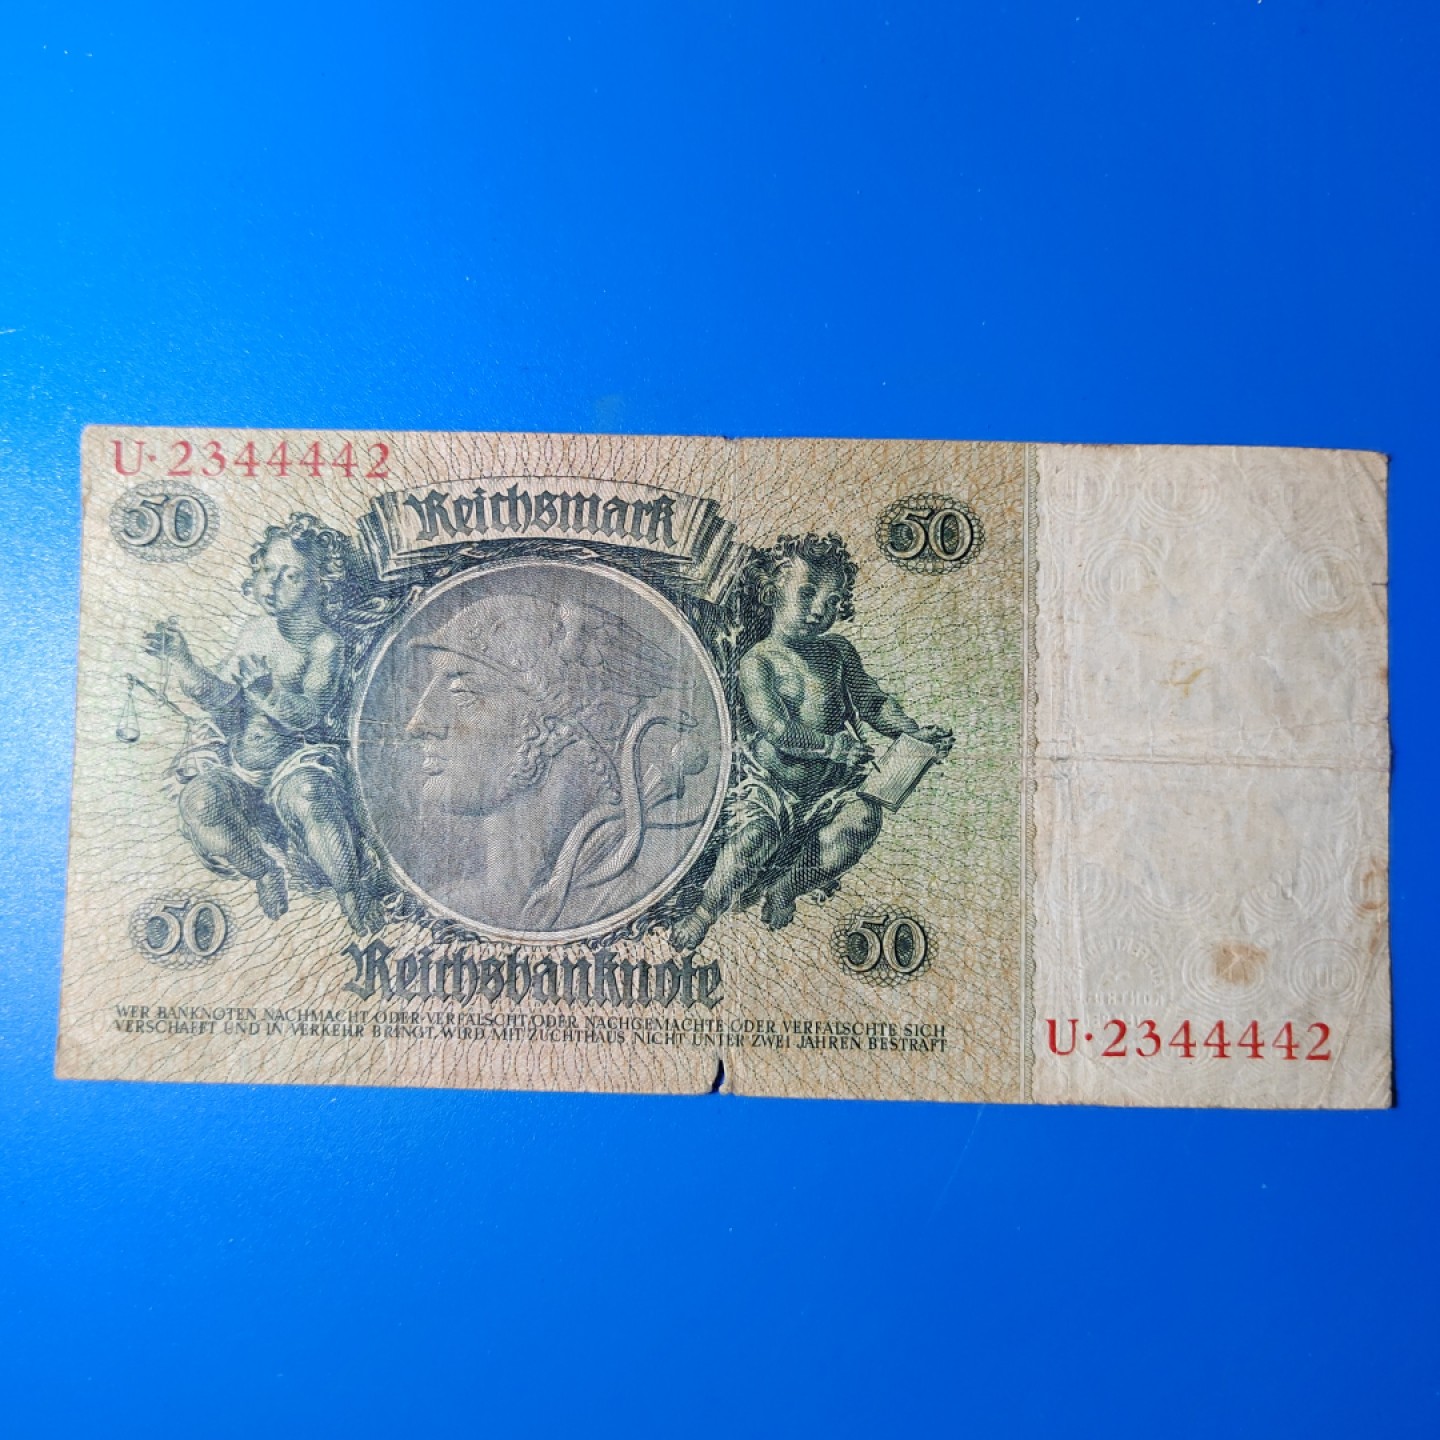 U·2344442
50
Reichsmark
50
50
Reichsbanknote
50
WER BANKNOTEN NACHMACHT ODER VERFÄLSCHT ODER NACHGEMACHTE ODER VERFÄLSCHTE SICH
VERSCHAFFT UND IN VERKEHR BRINGT, WIRD MIT ZUCHTHAUS NICHT UNTER ZWEI JAHREN BESTRAFT
U·2344442